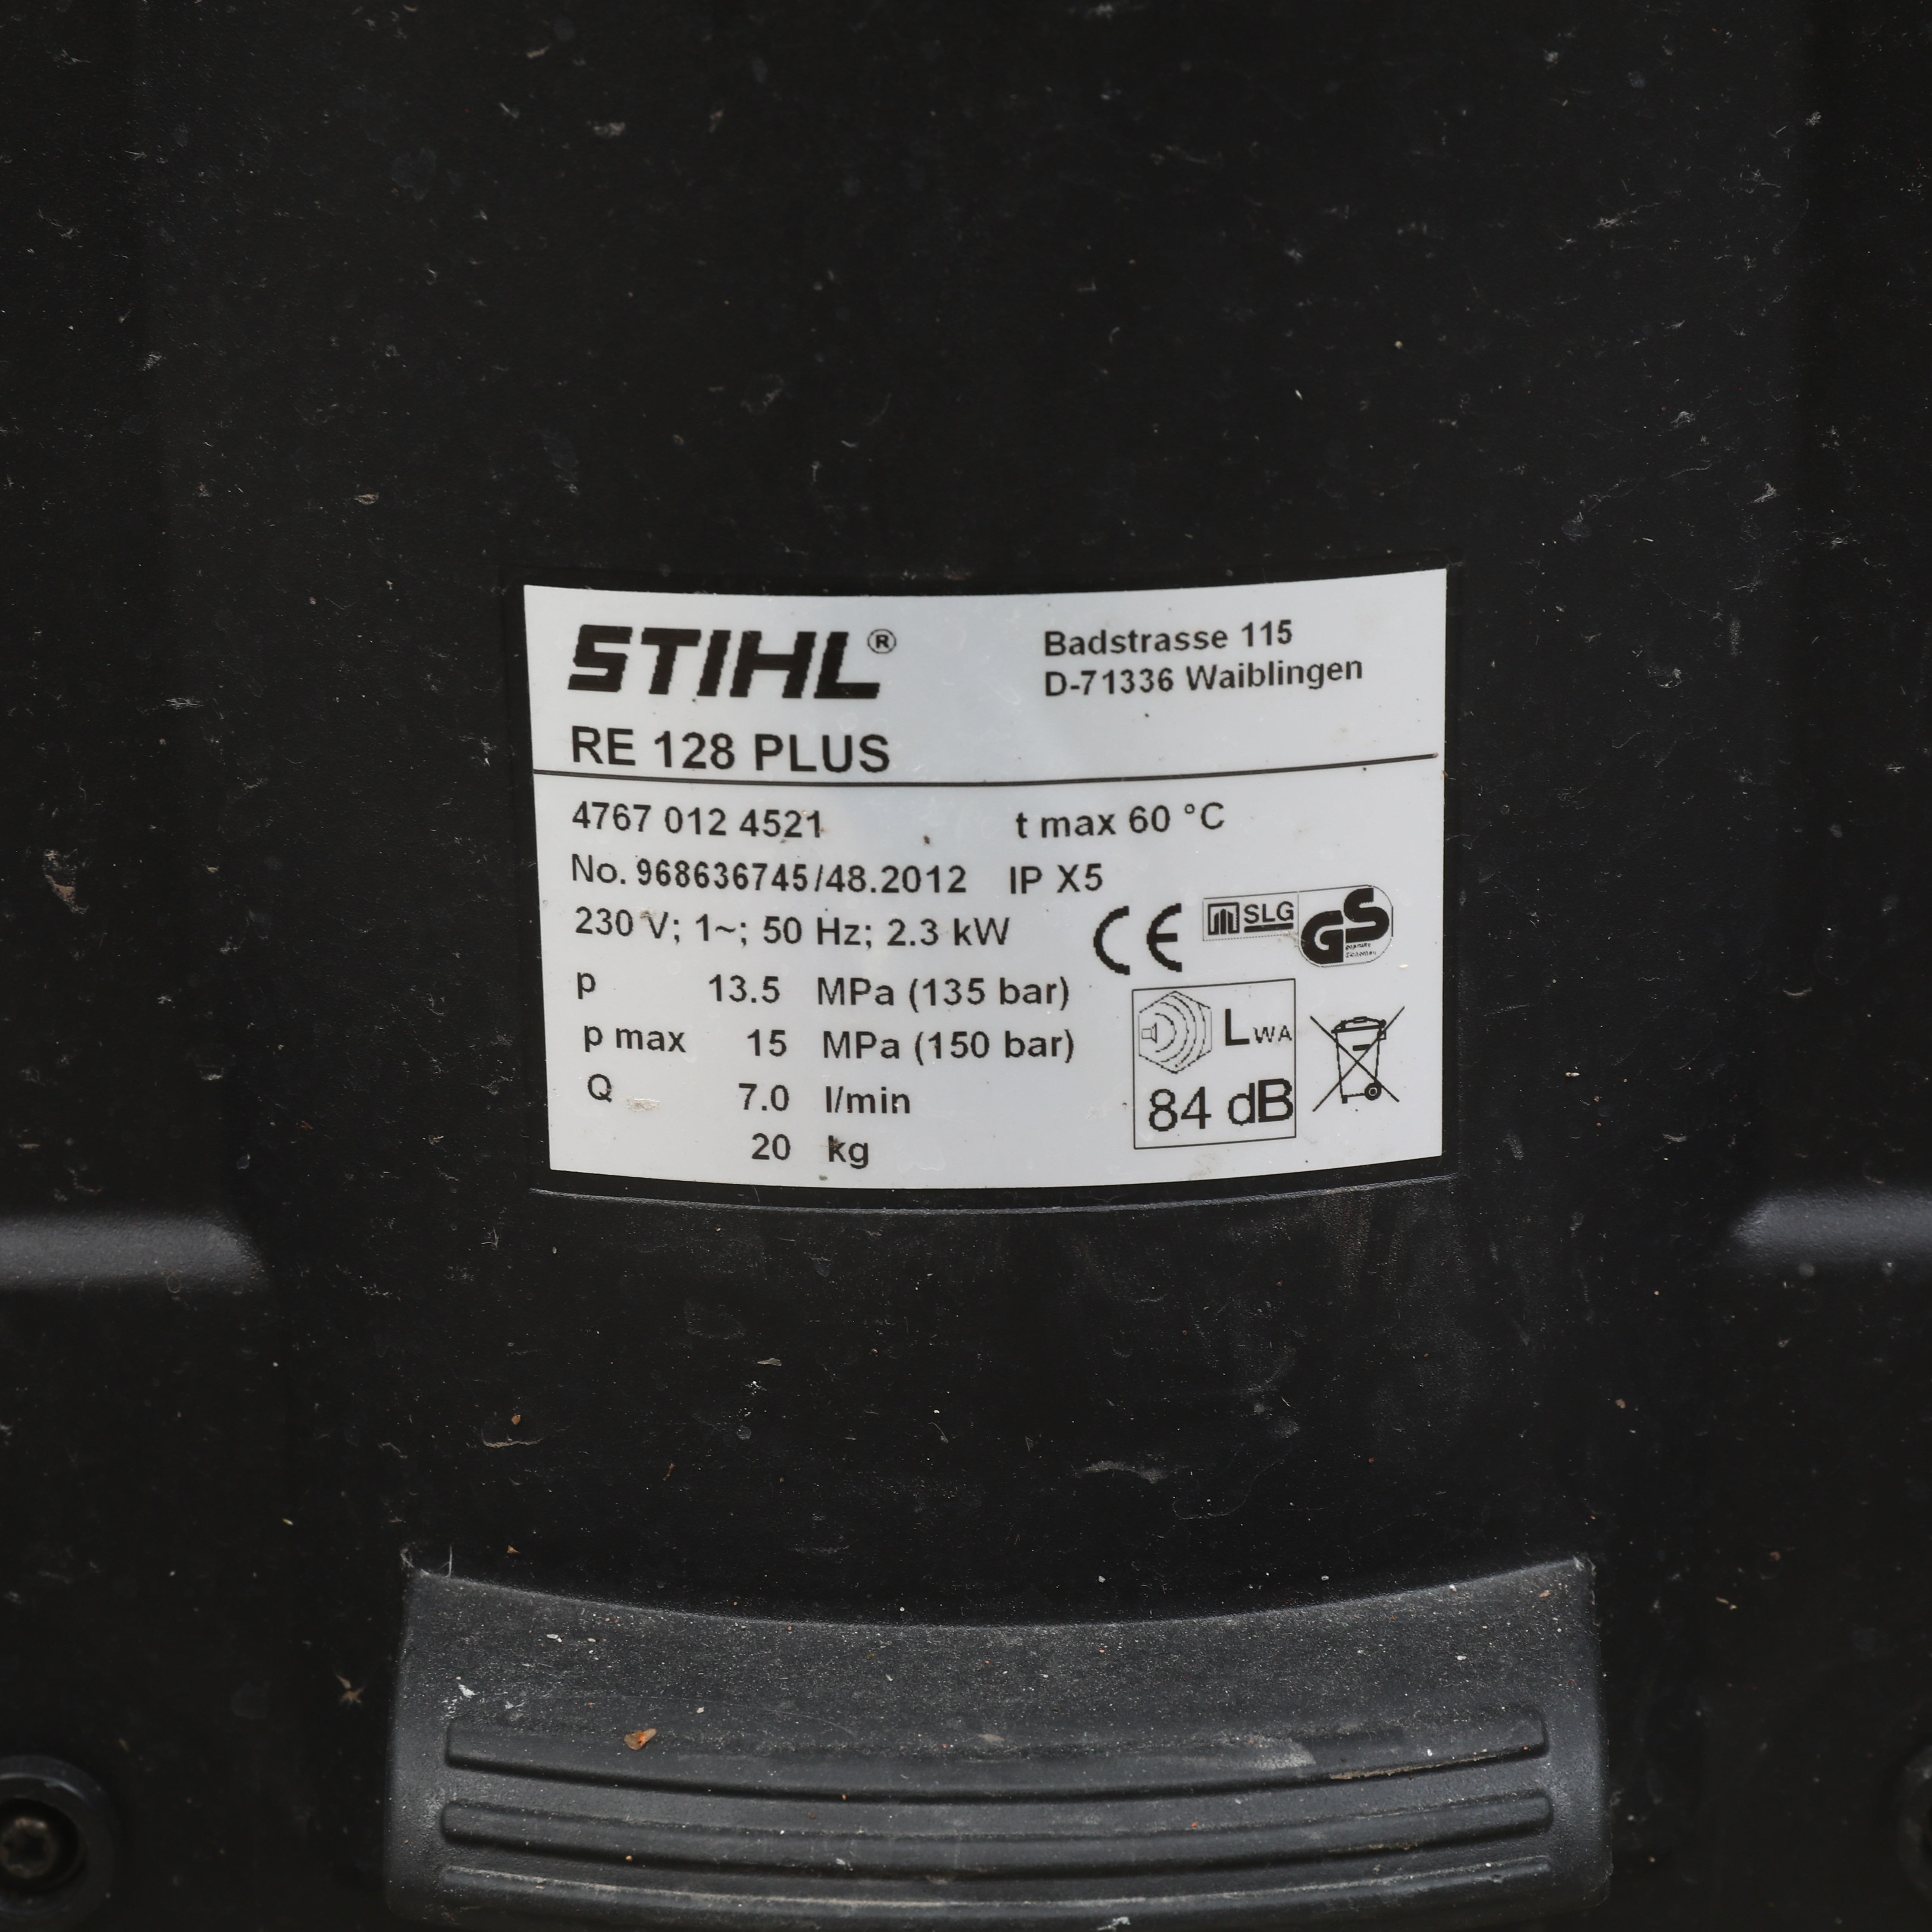 STIHL®
Badstrasse 115
D-71336 Waiblingen
RE 128 PLUS
4767 012 4521 t max 60 °C
No. 968636745/48.2012 IP X5
230 V; 1~; 50 Hz; 2.3 kW
CE SLG GS
p 13.5 MPa (135 bar)
p max 15 MPa (150 bar)
Q 7.0 l/min
20 kg
LWA
84 dB